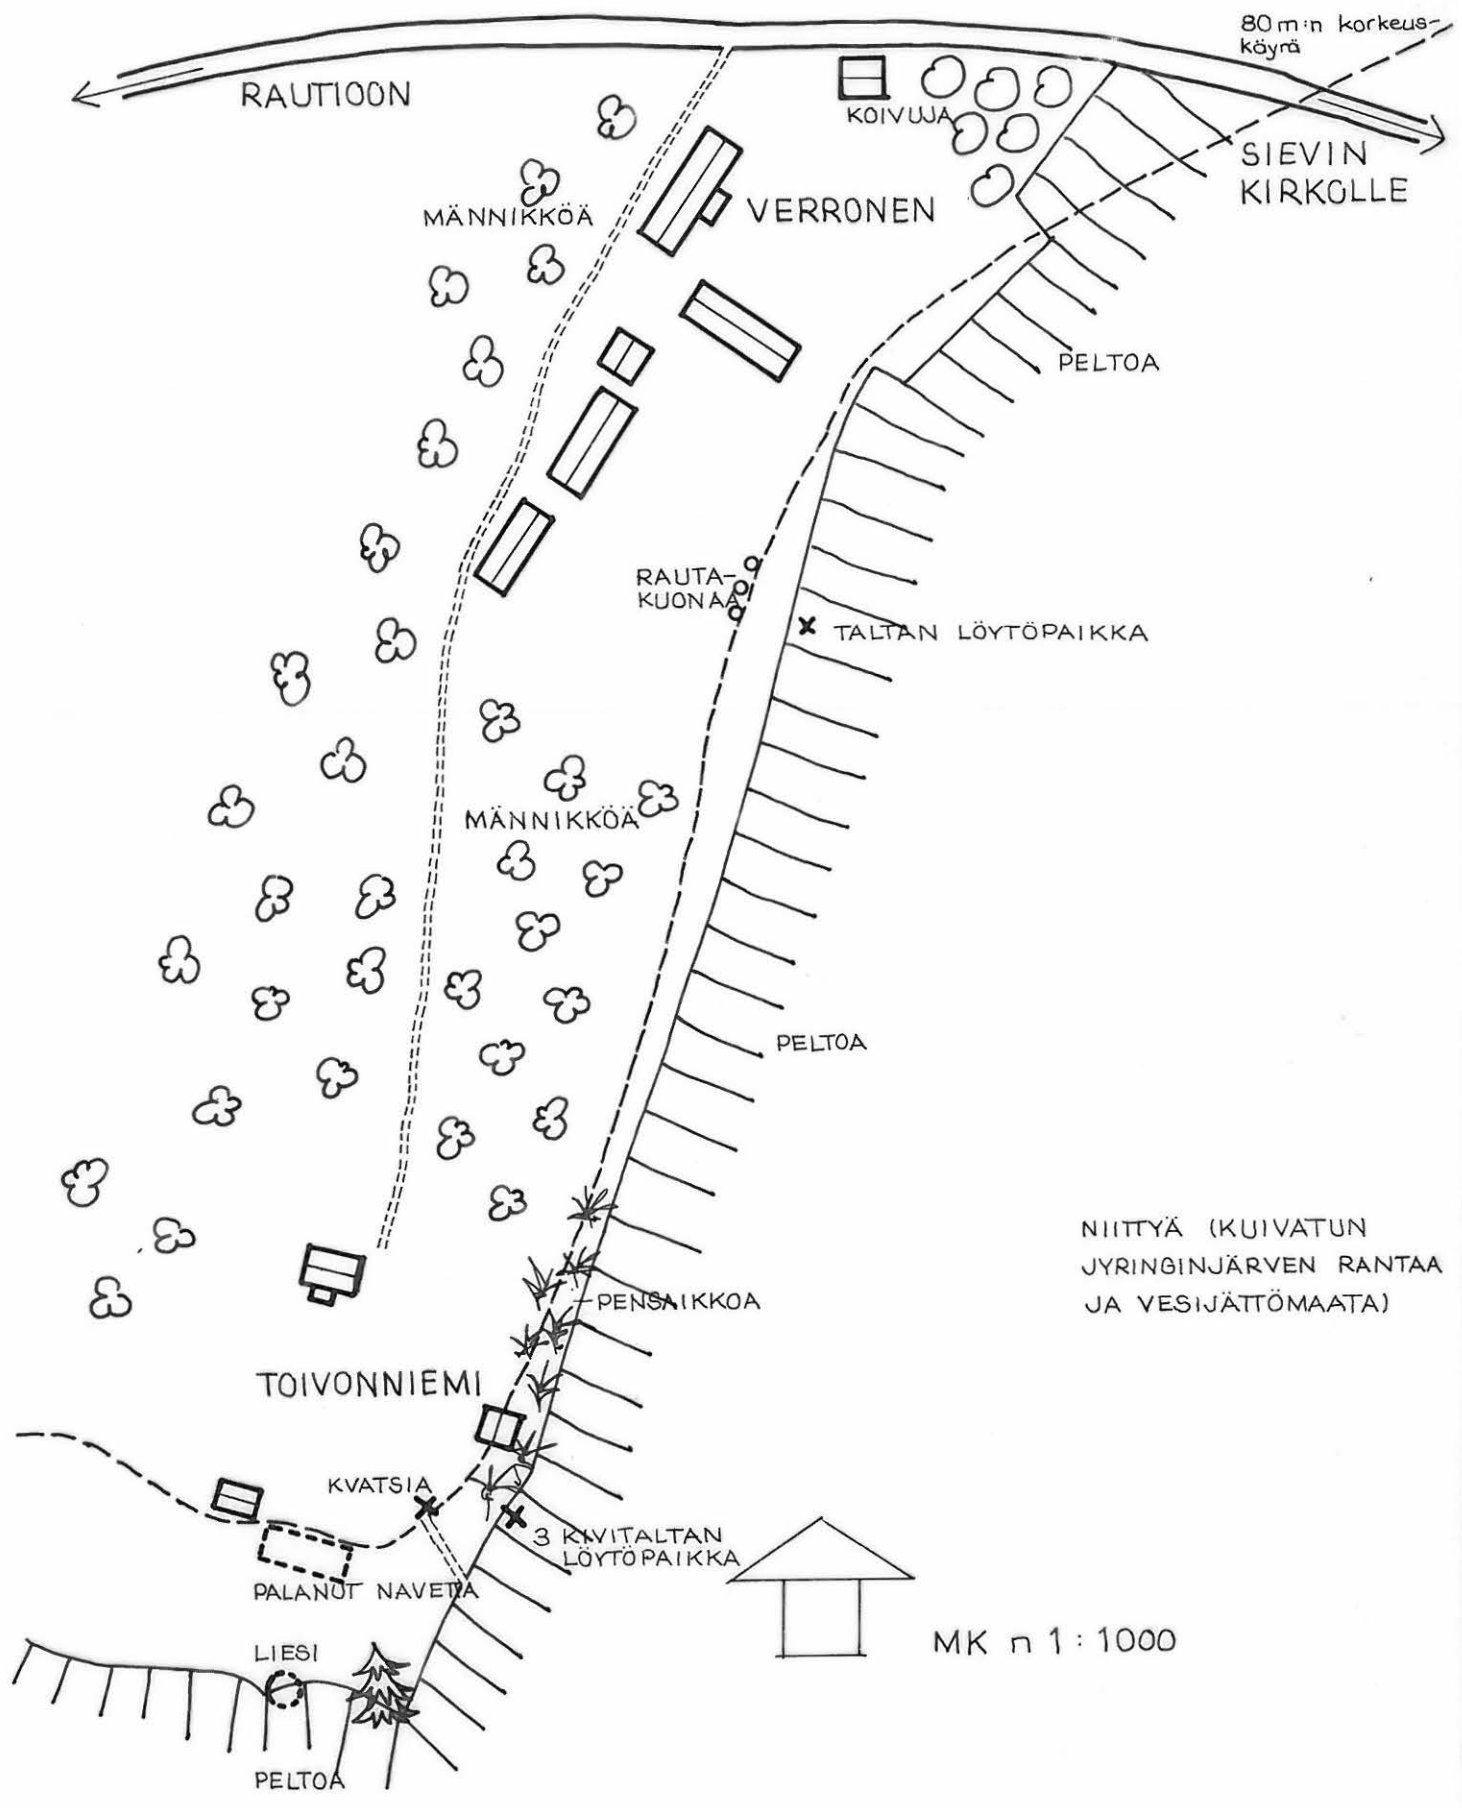 80 m:n korkeus-
käyrä
RAUTIOON
KOIVUJA
SIEVIN
KIRKOLLE
MÄNNIKKÖÄ
VERRONEN
PELTOA
RAUTA-
KUONAA
TALTAN LÖYTÖPAIKKA
MÄNNIKKÖÄ
PELTOA
NIITTYÄ (KUIVATUN
JYRINGINJÄRVEN RANTAA
JA VESIJÄTTÖMAATA)
PENSAIKKOA
TOIVONNIEMI
KVATSIA
3 KIVITALTAN
LÖYTÖPAIKKA
PALANUT NAVETTA
LIESI
MK n 1:1000
PELTOA